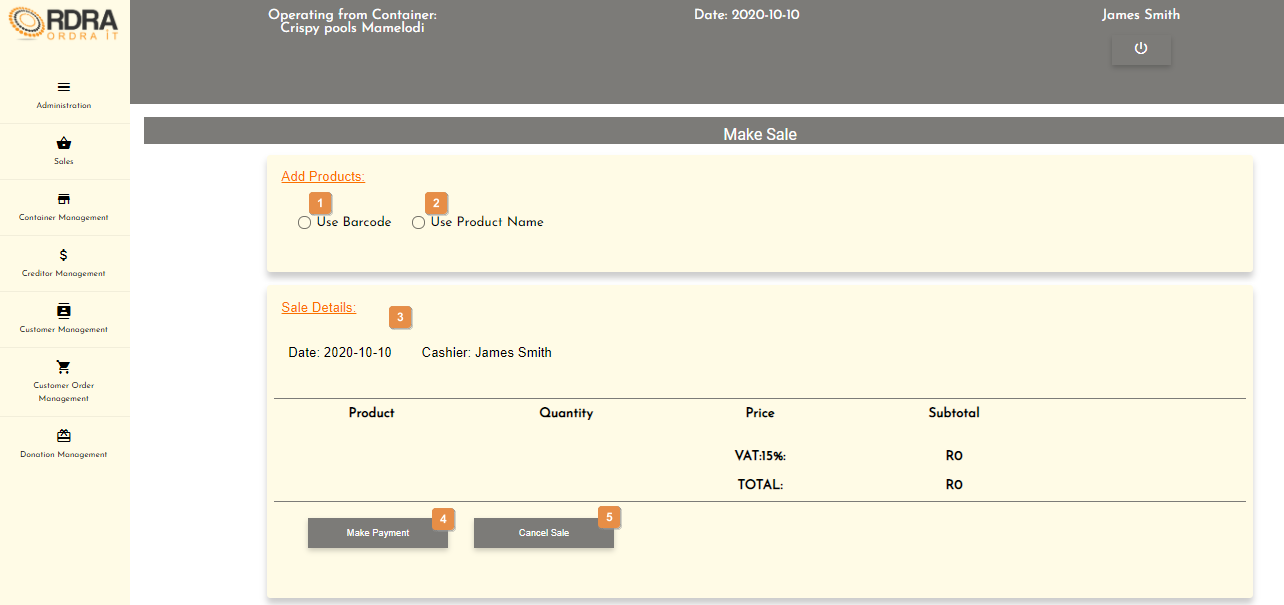 RDRA
ORDRA IT
Administration
Sales
Container Management
Creditor Management
Customer Management
Customer Order
Management
Donation Management
Operating from Container:
Crispy pools Mamelodi
Date: 2020-10-10
James Smith
Make Sale
Add Products:
1
2
Use Barcode
Use Product Name
Sale Details:
3
Date: 2020-10-10
Cashier: James Smith
Product Quantity Price Subtotal
VAT:15%: R0
TOTAL: R0
Make Payment
4
Cancel Sale
5